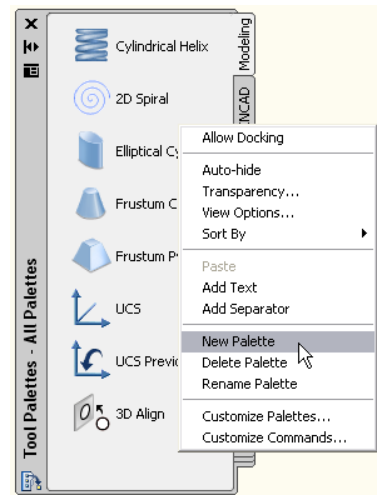 Tool Palettes - All Palettes
Modeling
Cylindrical Helix
2D Spiral
Elliptical Cy
Frustum C
Frustum P
UCS
UCS Previo
3D Align
Allow Docking
Auto-hide
Transparency...
View Options...
Sort By
Paste
Add Text
Add Separator
New Palette
Delete Palette
Rename Palette
Customize Palettes...
Customize Commands...